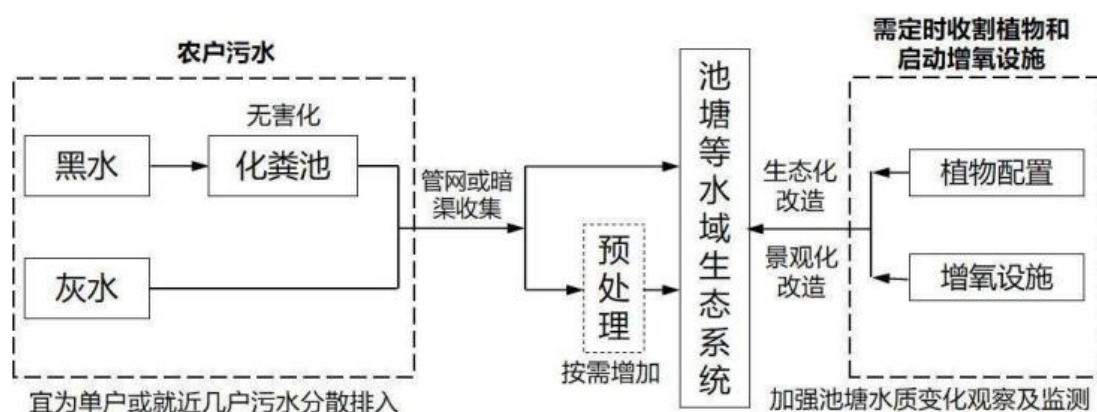 农户污水
无害化
黑水
化粪池
灰水
宜为单户或就近几户污水分散排入
管网或暗
渠收集
预处理
按需增加
池塘等水域生态系统
生态化
改造
景观化
改造
需定时收割植物和
启动增氧设施
植物配置
增氧设施
加强池塘水质变化观察及监测